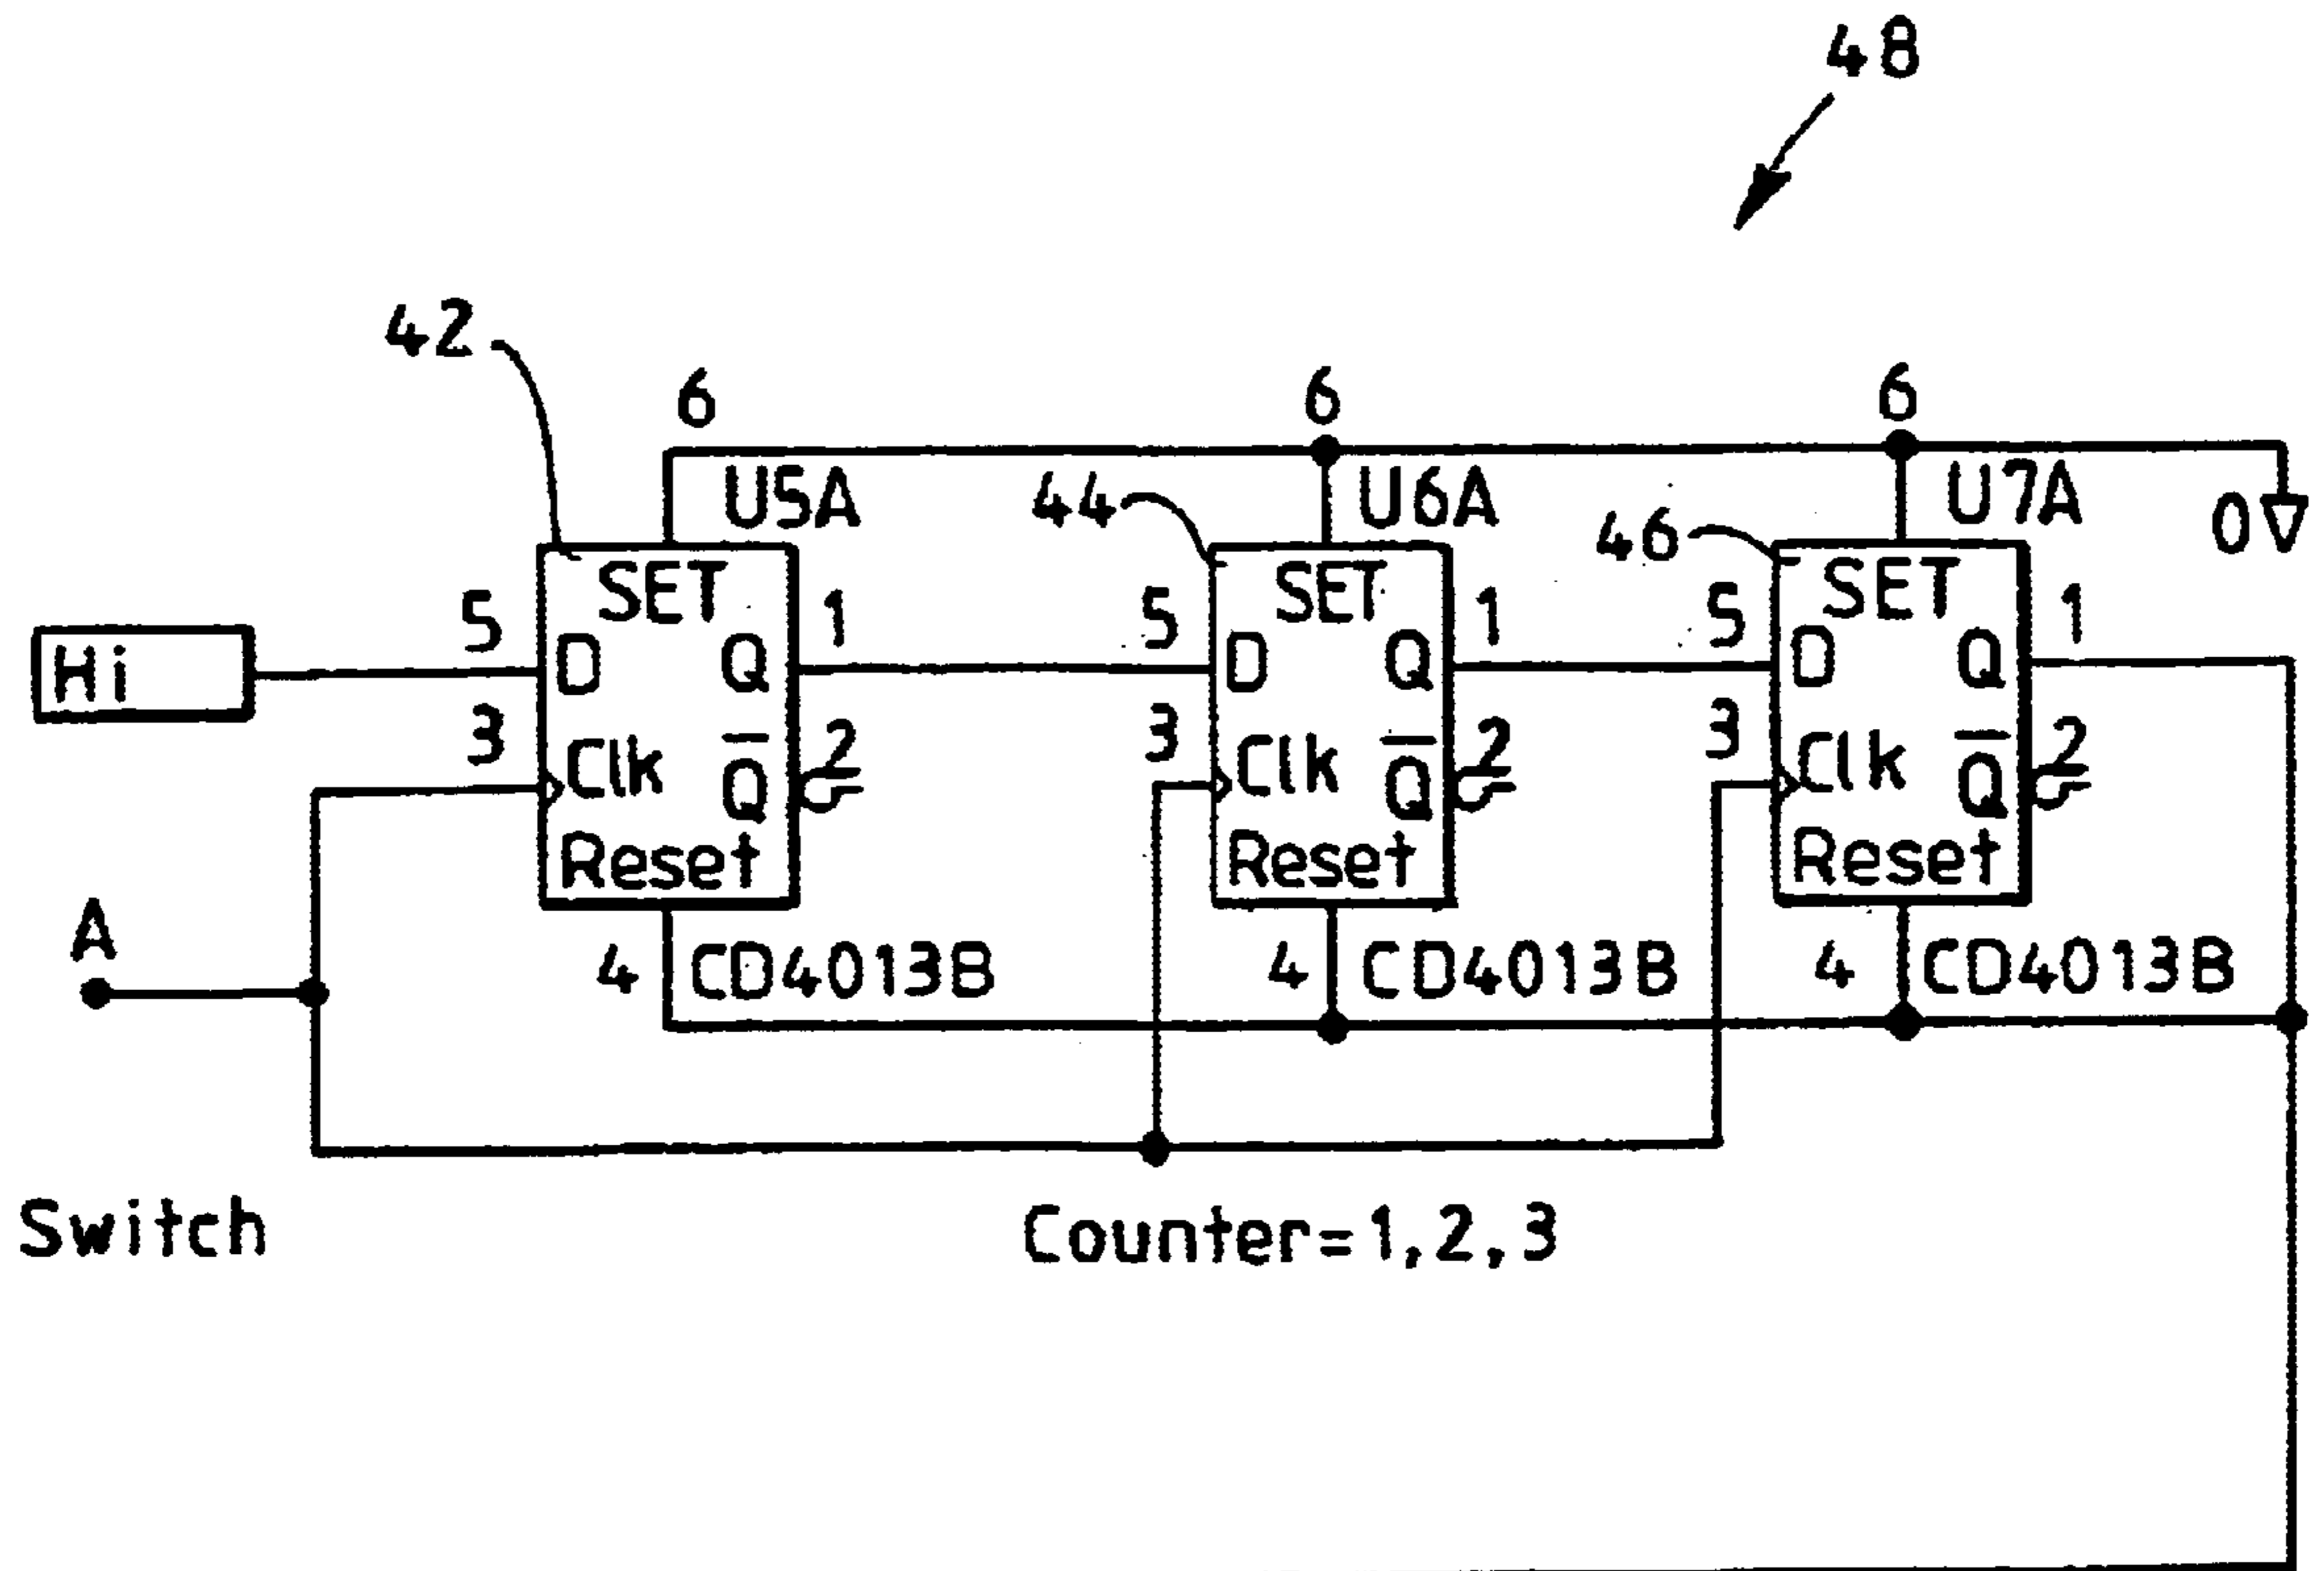 48
42
6
6
6
U5A
44
U6A
46
U7A
0
Hi
5
SET
1
5
SET
1
5
SET
1
D
Q
D
Q
D
Q
3
Clk
Q̅
2
3
Clk
Q̅
2
3
Clk
Q̅
2
Reset
Reset
Reset
A
4
CD4013B
4
CD4013B
4
CD4013B
Switch
Counter=1,2,3